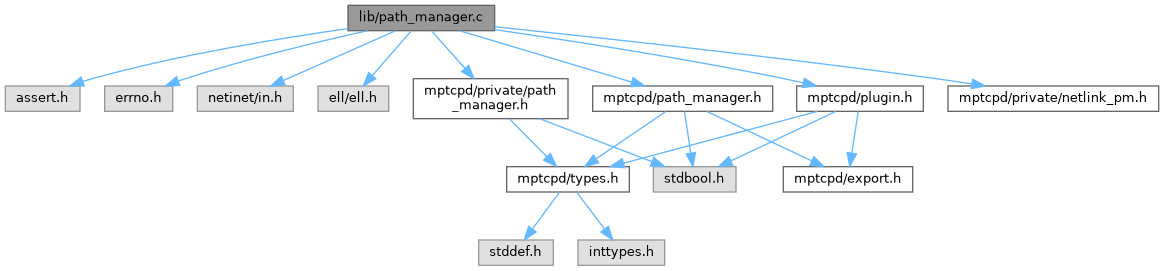 lib/path_manager.c
assert.h
errno.h
netinet/in.h
ell/ell.h
mptcpd/private/path
_manager.h
mptcpd/path_manager.h
mptcpd/plugin.h
mptcpd/private/netlink_pm.h
mptcpd/types.h
stdbool.h
mptcpd/export.h
stddef.h
inttypes.h